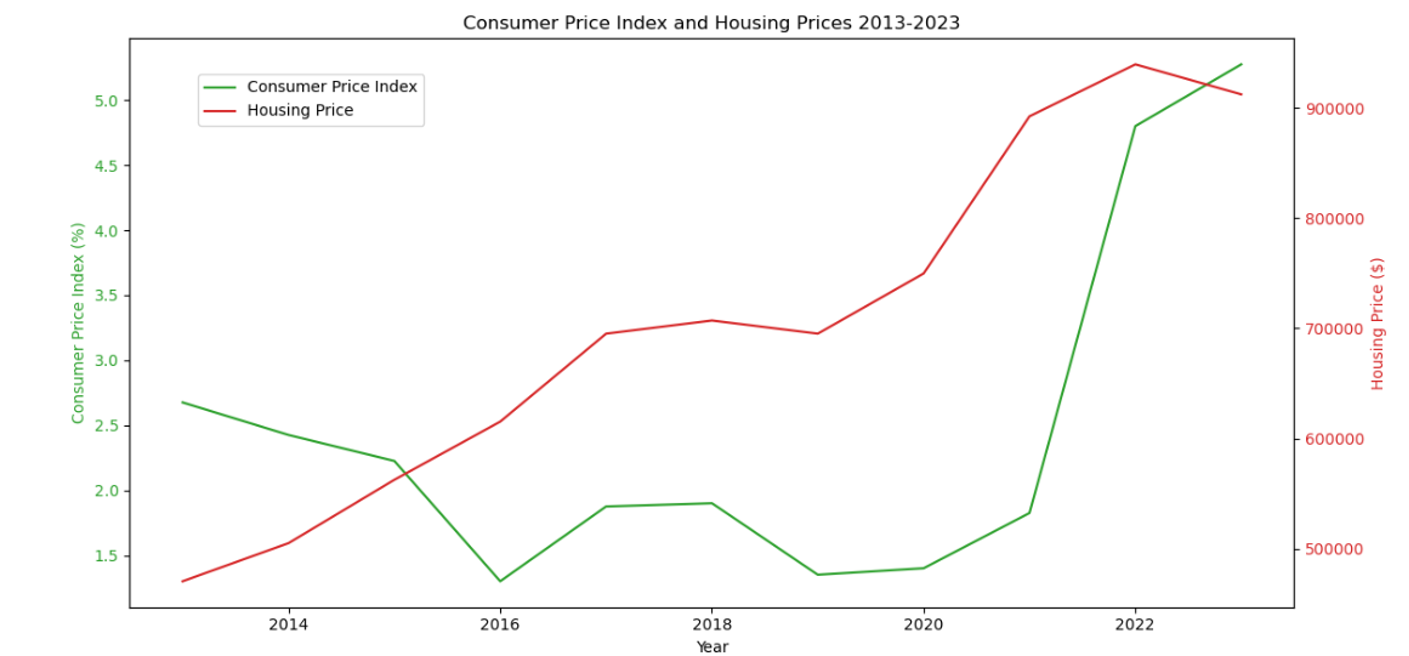 Consumer Price Index and Housing Prices 2013-2023
Consumer Price Index
Housing Price
Consumer Price Index (%)
5.0
4.5
4.0
3.5
3.0
2.5
2.0
1.5
900000
800000
700000
600000
500000
Housing Price ($)
2014 2016 2018 2020 2022
Year